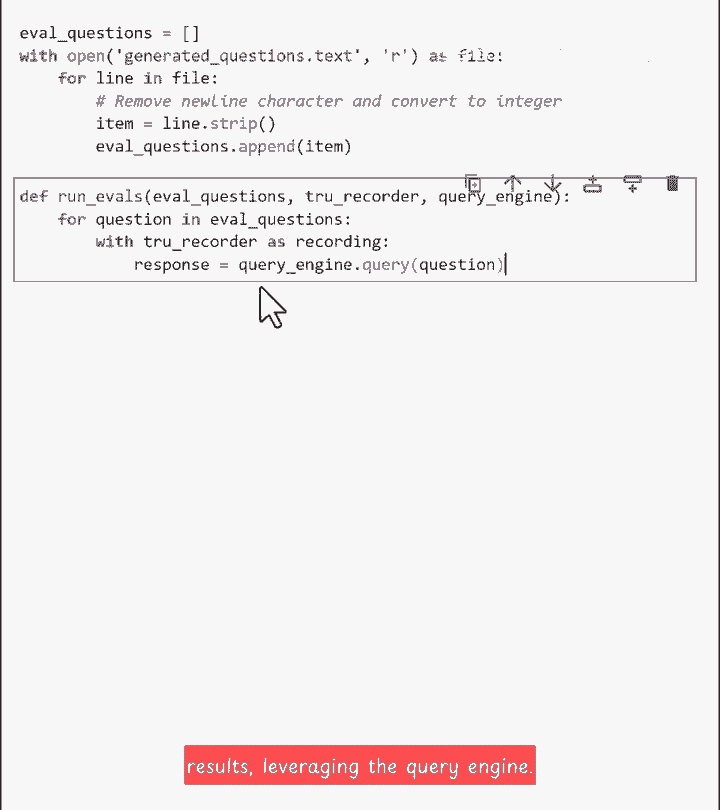 eval_questions = []
with open('generated_questions.text', 'r') as file:
    for line in file:
        # Remove newline character and convert to integer
        item = line.strip()
        eval_questions.append(item)
def run_evals(eval_questions, tru_recorder, query_engine):
    for question in eval_questions:
        with tru_recorder as recording:
            response = query_engine.query(question)
results, leveraging the query engine.